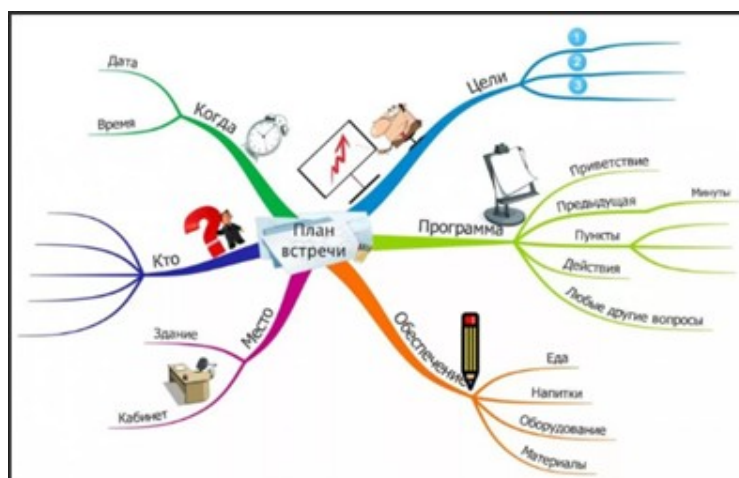 План
встречи
Когда
Дата
Время
Цели
1
2
3
Программа
Приветствие
Предыдущая
Минуты
Пункты
Действия
Любые другие вопросы
Обеспечение
Еда
Напитки
Оборудование
Материалы
Место
Здание
Кабинет
Кто